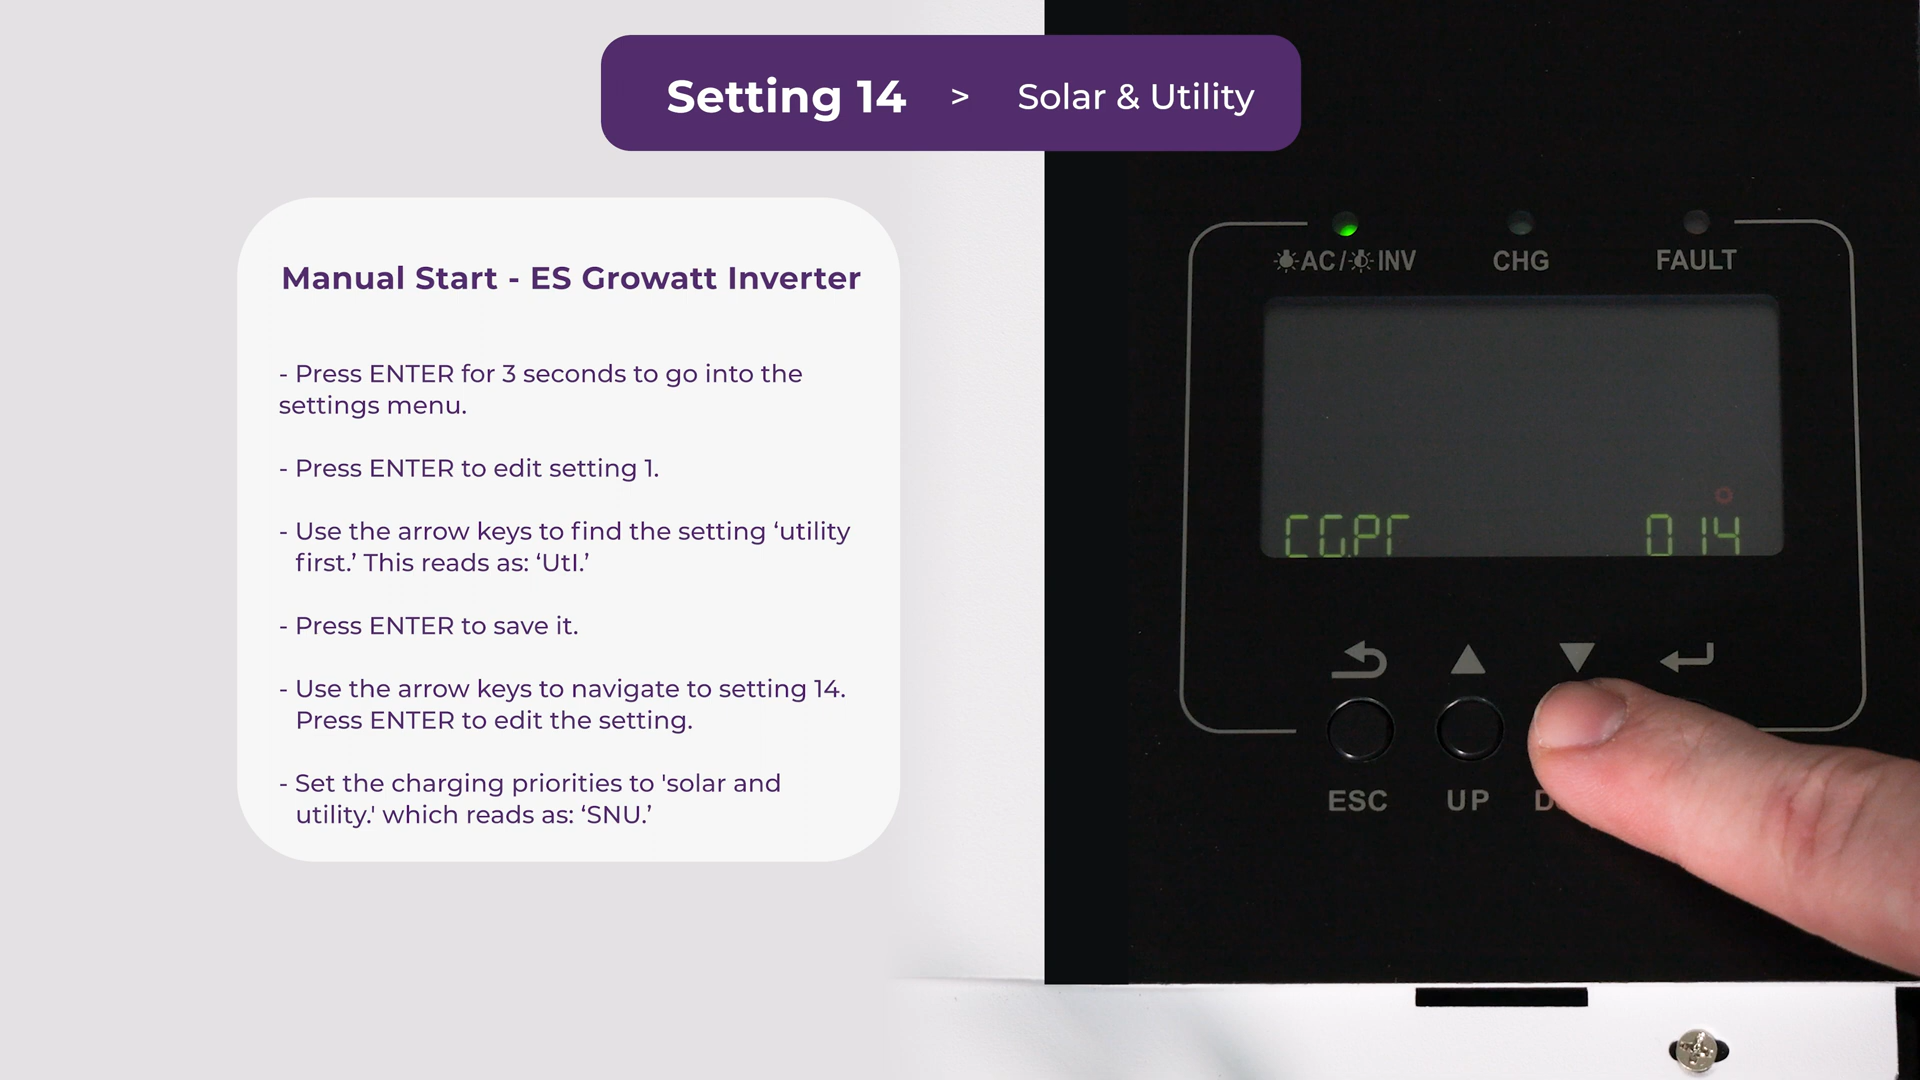 Setting 14 > Solar & Utility
Manual Start - ES Growatt Inverter
- Press ENTER for 3 seconds to go into the
settings menu.
- Press ENTER to edit setting 1.
- Use the arrow keys to find the setting ‘utility
first.’ This reads as: ‘UtI.’
- Press ENTER to save it.
- Use the arrow keys to navigate to setting 14.
Press ENTER to edit the setting.
- Set the charging priorities to 'solar and
utility.' which reads as: ‘SNU.’
AC/ INV CHG FAULT
CG.PT 014
ESC UP